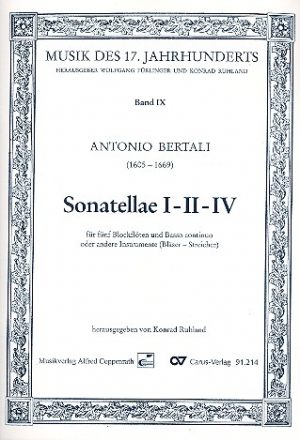 MUSIK DES 17. JAHRHUNDERTS
HERAUSGEBER WOLFGANG FÜRLINGER UND KONRAD RUHLAND
Band IX
ANTONIO BERTALI
(1605 – 1669)
Sonatellae I-II-IV
für fünf Blockflöten und Basso continuo
oder andere Instrumente (Bläser – Streicher)
herausgegeben von Konrad Ruhland
Musikverlag Alfred Coppenrath Carus-Verlag 91.214